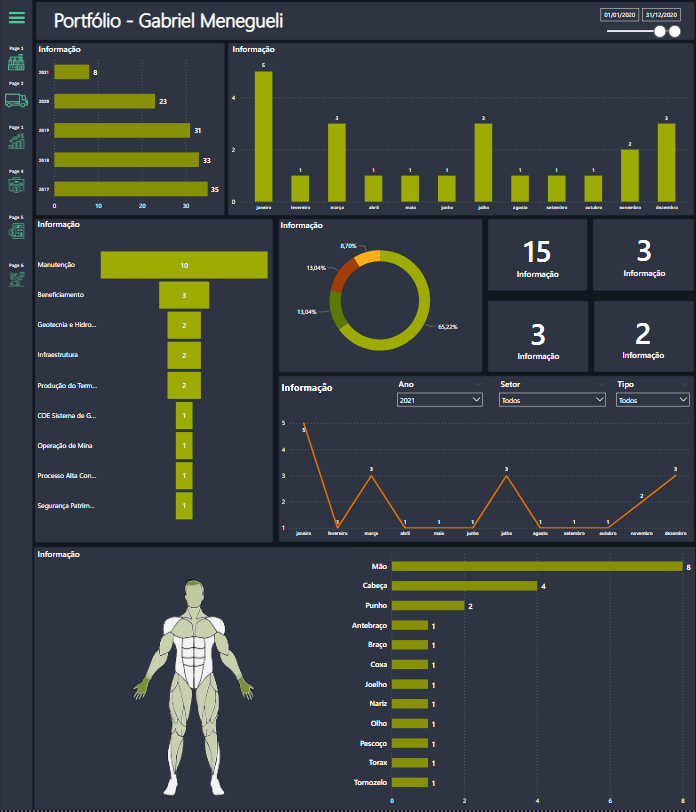 Portfólio - Gabriel Menegueli
01/01/2020 31/12/2020
Page 1
Page 2
Page 1
Page 4
Page 5
Page 6
Informação
2021 8
2020 23
2019 31
2018 33
2017 35
0 10 20 30
Informação
4
2
0
5 1 3 1 1 1 3 1 1 1 2 3
janeiro fevereiro março abril maio junho julho agosto setembro outubro novembro dezembro
Informação
Manutenção 10
Beneficiamento 3
Geotecnia e Hidro... 2
Infraestrutura 2
Produção do Term... 2
COE Sistema de G... 1
Operação de Mina 1
Processo Alta Con... 1
Segurança Patrim... 1
Informação
8,70%
13,04%
13,04%
65,22%
15
Informação
3
Informação
3
Informação
2
Informação
Informação
Ano Setor Tipo
2021 Todos Todos
5
4
3
2
1
5 1 3 1 1 1 3 1 1 1 2 3
janeiro fevereiro março abril maio junho julho agosto setembro outubro novembro dezembro
Informação
Mão 8
Cabeça 4
Punho 2
Antebraço 1
Braço 1
Coxa 1
Joelho 1
Nariz 1
Olho 1
Pescoço 1
Torax 1
Tornozelo 1
0 2 4 6 8